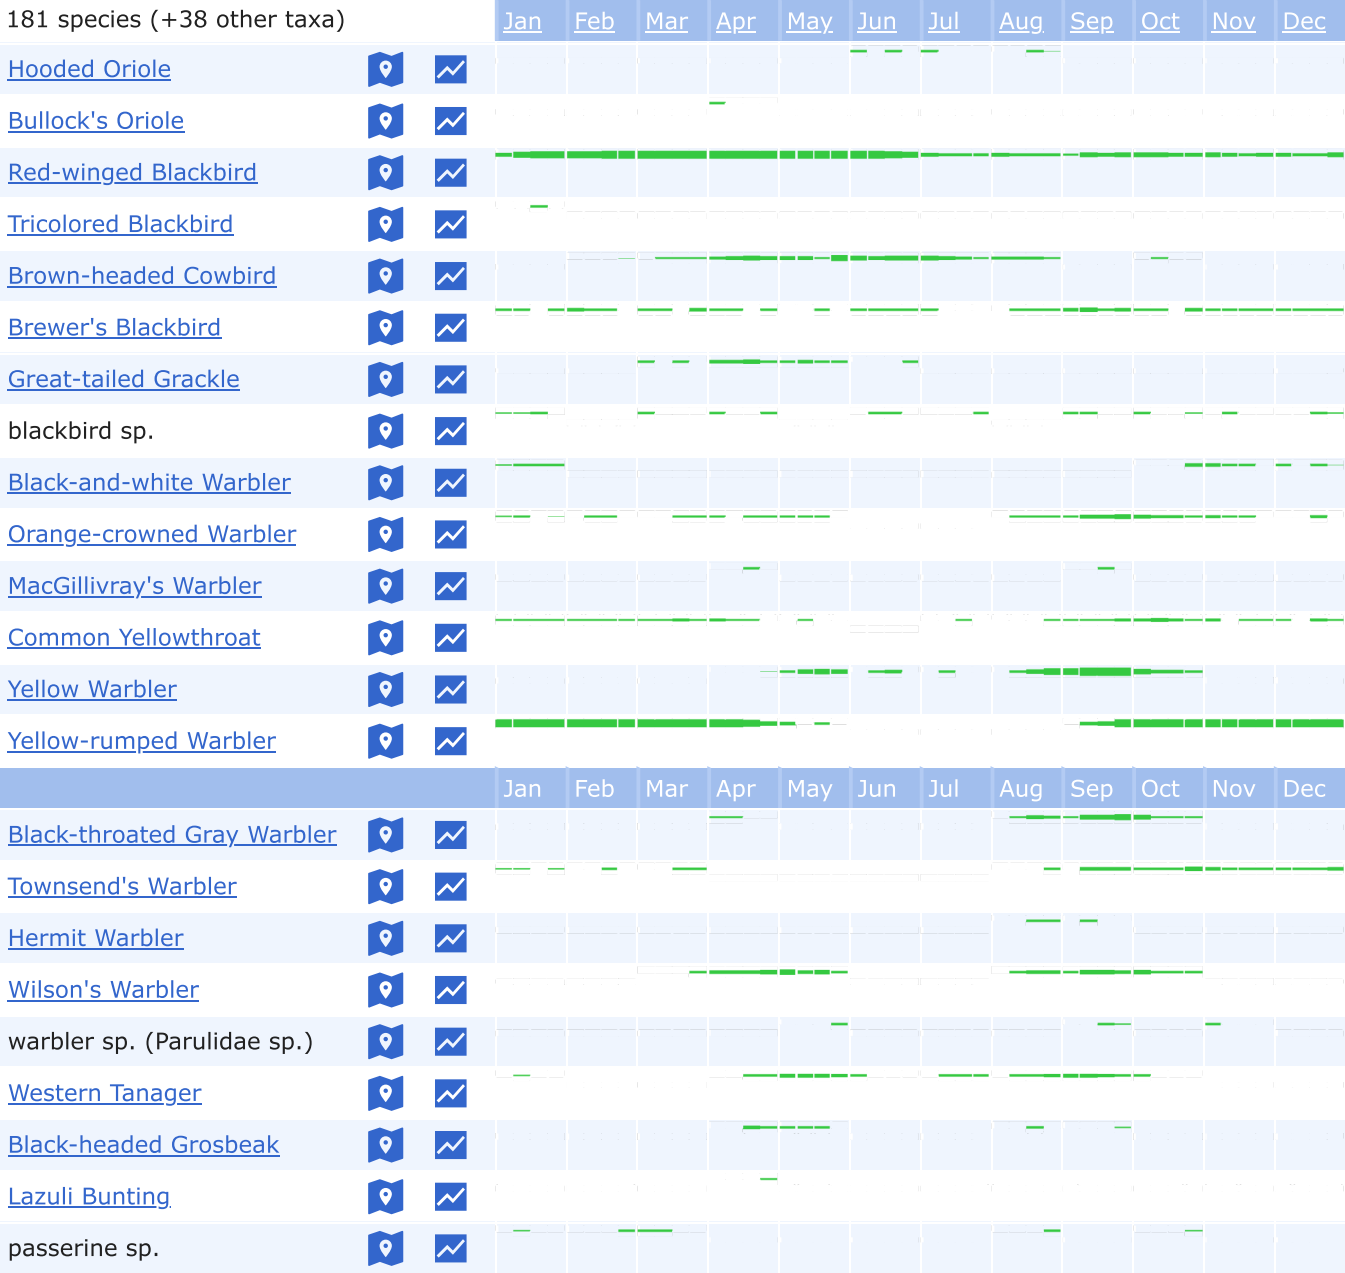 181 species (+38 other taxa) Jan Feb Mar Apr May Jun Jul Aug Sep Oct Nov Dec
Hooded Oriole
Bullock's Oriole
Red-winged Blackbird
Tricolored Blackbird
Brown-headed Cowbird
Brewer's Blackbird
Great-tailed Grackle
blackbird sp.
Black-and-white Warbler
Orange-crowned Warbler
MacGillivray's Warbler
Common Yellowthroat
Yellow Warbler
Yellow-rumped Warbler
Jan Feb Mar Apr May Jun Jul Aug Sep Oct Nov Dec
Black-throated Gray Warbler
Townsend's Warbler
Hermit Warbler
Wilson's Warbler
warbler sp. (Parulidae sp.)
Western Tanager
Black-headed Grosbeak
Lazuli Bunting
passerine sp.